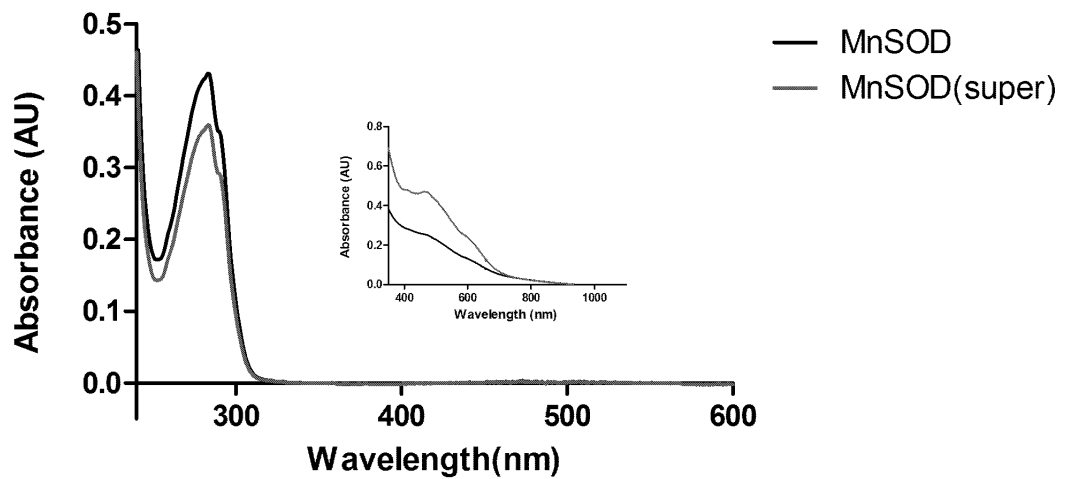 0.5
0.4
0.3
0.2
0.1
0.0
Absorbance (AU)
300 400 500 600
Wavelength(nm)
0.8
0.6
0.4
0.2
0.0
Absorbance (AU)
400 600 800 1000
Wavelength (nm)
MnSOD
MnSOD(super)